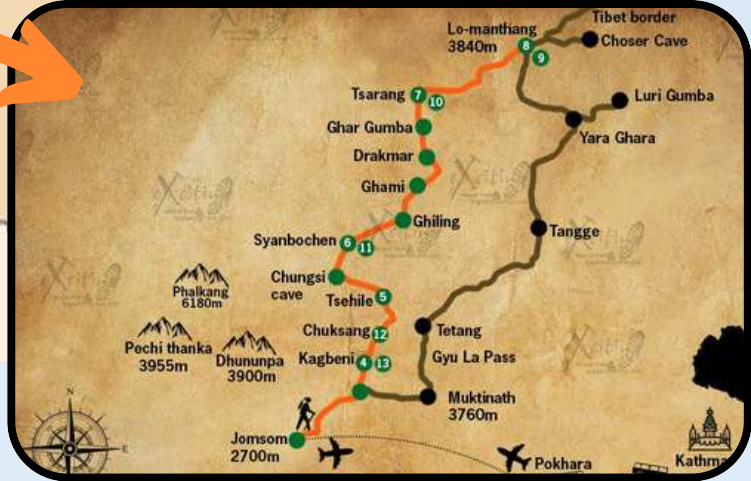 Tibet border
Lo-manthang
3840m
8
9
Choser Cave
Tsarang
7
10
Luri Gumba
Ghar Gumba
Yara Ghara
Drakmar
Ghami
Ghiling
Syanbochen
6
11
Tangge
Chungsi
cave
Phalkang
6180m
Tsehile
5
Chuksang
12
Tetang
Pechi thanka
3955m
Dhununpa
3900m
Kagbeni
4
13
Gyu La Pass
Muktinath
3760m
N
E
Jomsom
2700m
Pokhara
Kathma